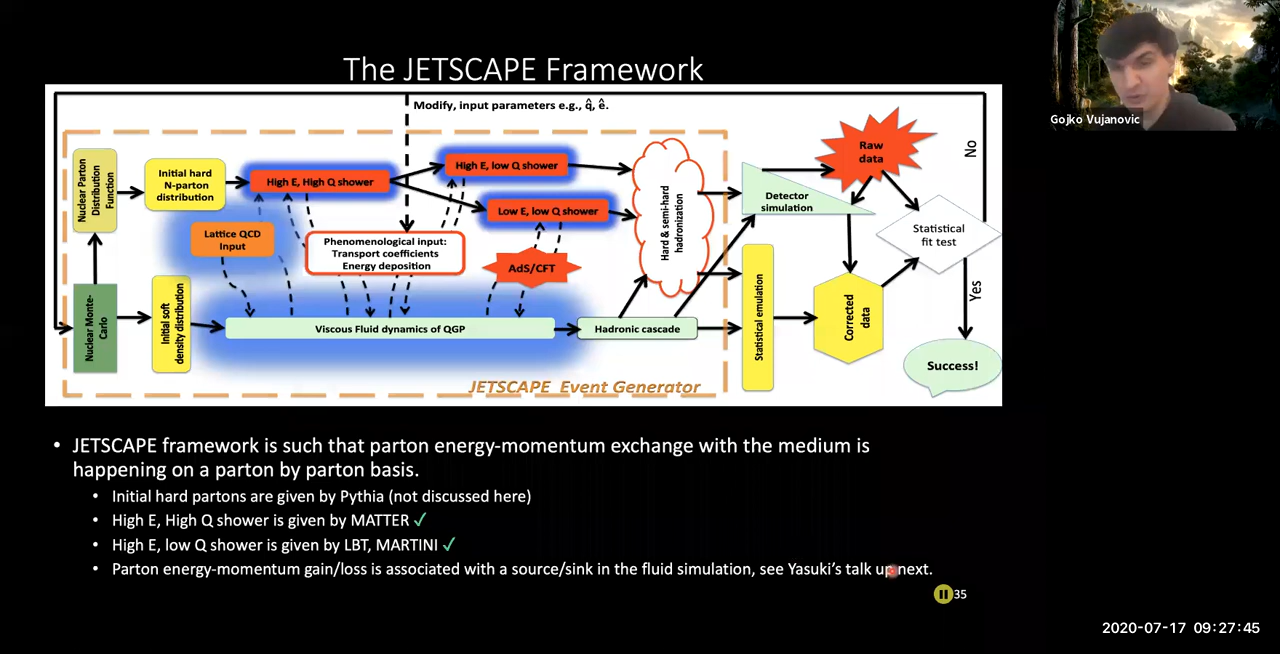 The JETSCAPE Framework
Gojko Vujanovic
Modify, input parameters e.g., q̂, ê.
No
Raw
data
Nuclear Parton
Distribution
Function
Initial hard
N-parton
distribution
High E, High Q shower
High E, low Q shower
Low E, low Q shower
Hard & semi-hard
hadronization
Detector
simulation
Statistical
fit test
Lattice QCD
Input
Phenomenological input:
Transport coefficients
Energy deposition
AdS/CFT
Yes
Nuclear Monte-
Carlo
Initial soft
density distribution
Viscous Fluid dynamics of QGP
Hadronic cascade
Statistical emulation
Corrected
data
Success!
JETSCAPE Event Generator
• JETSCAPE framework is such that parton energy-momentum exchange with the medium is
happening on a parton by parton basis.
• Initial hard partons are given by Pythia (not discussed here)
• High E, High Q shower is given by MATTER ✓
• High E, low Q shower is given by LBT, MARTINI ✓
• Parton energy-momentum gain/loss is associated with a source/sink in the fluid simulation, see Yasuki's talk up next.
35
2020-07-17 09:27:45